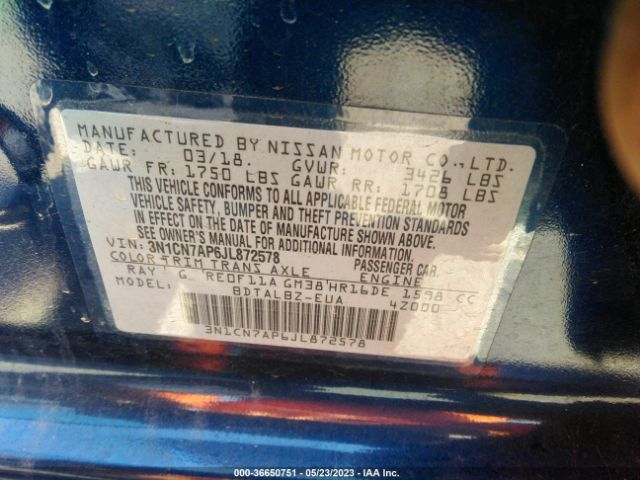 MANUFACTURED BY NISSAN MOTOR CO., LTD.
DATE: 03/18. GVWR: 3426 LBS
GAWR FR: 1750 LBS GAWR RR: 1708 LBS
THIS VEHICLE CONFORMS TO ALL APPLICABLE FEDERAL MOTOR
VEHICLE SAFETY, BUMPER AND THEFT PREVENTION STANDARDS
IN EFFECT ON THE DATE OF MANUFACTURE SHOWN ABOVE.
SEE OWNER'S MANUAL FOR ADDITIONAL INFORMATION.
VIN: 3N1CN7AP6JL872578 PASSENGER CAR.
COLOR TRIM TRANS AXLE ENGINE
RAY G RE0F11A GM38 HR16DE 1598 CC
MODEL: BDTALBZ-EUA 4Z000
3N1CN7AP6JL872578
000-36650751 — 05/23/2023 — IAA Inc.